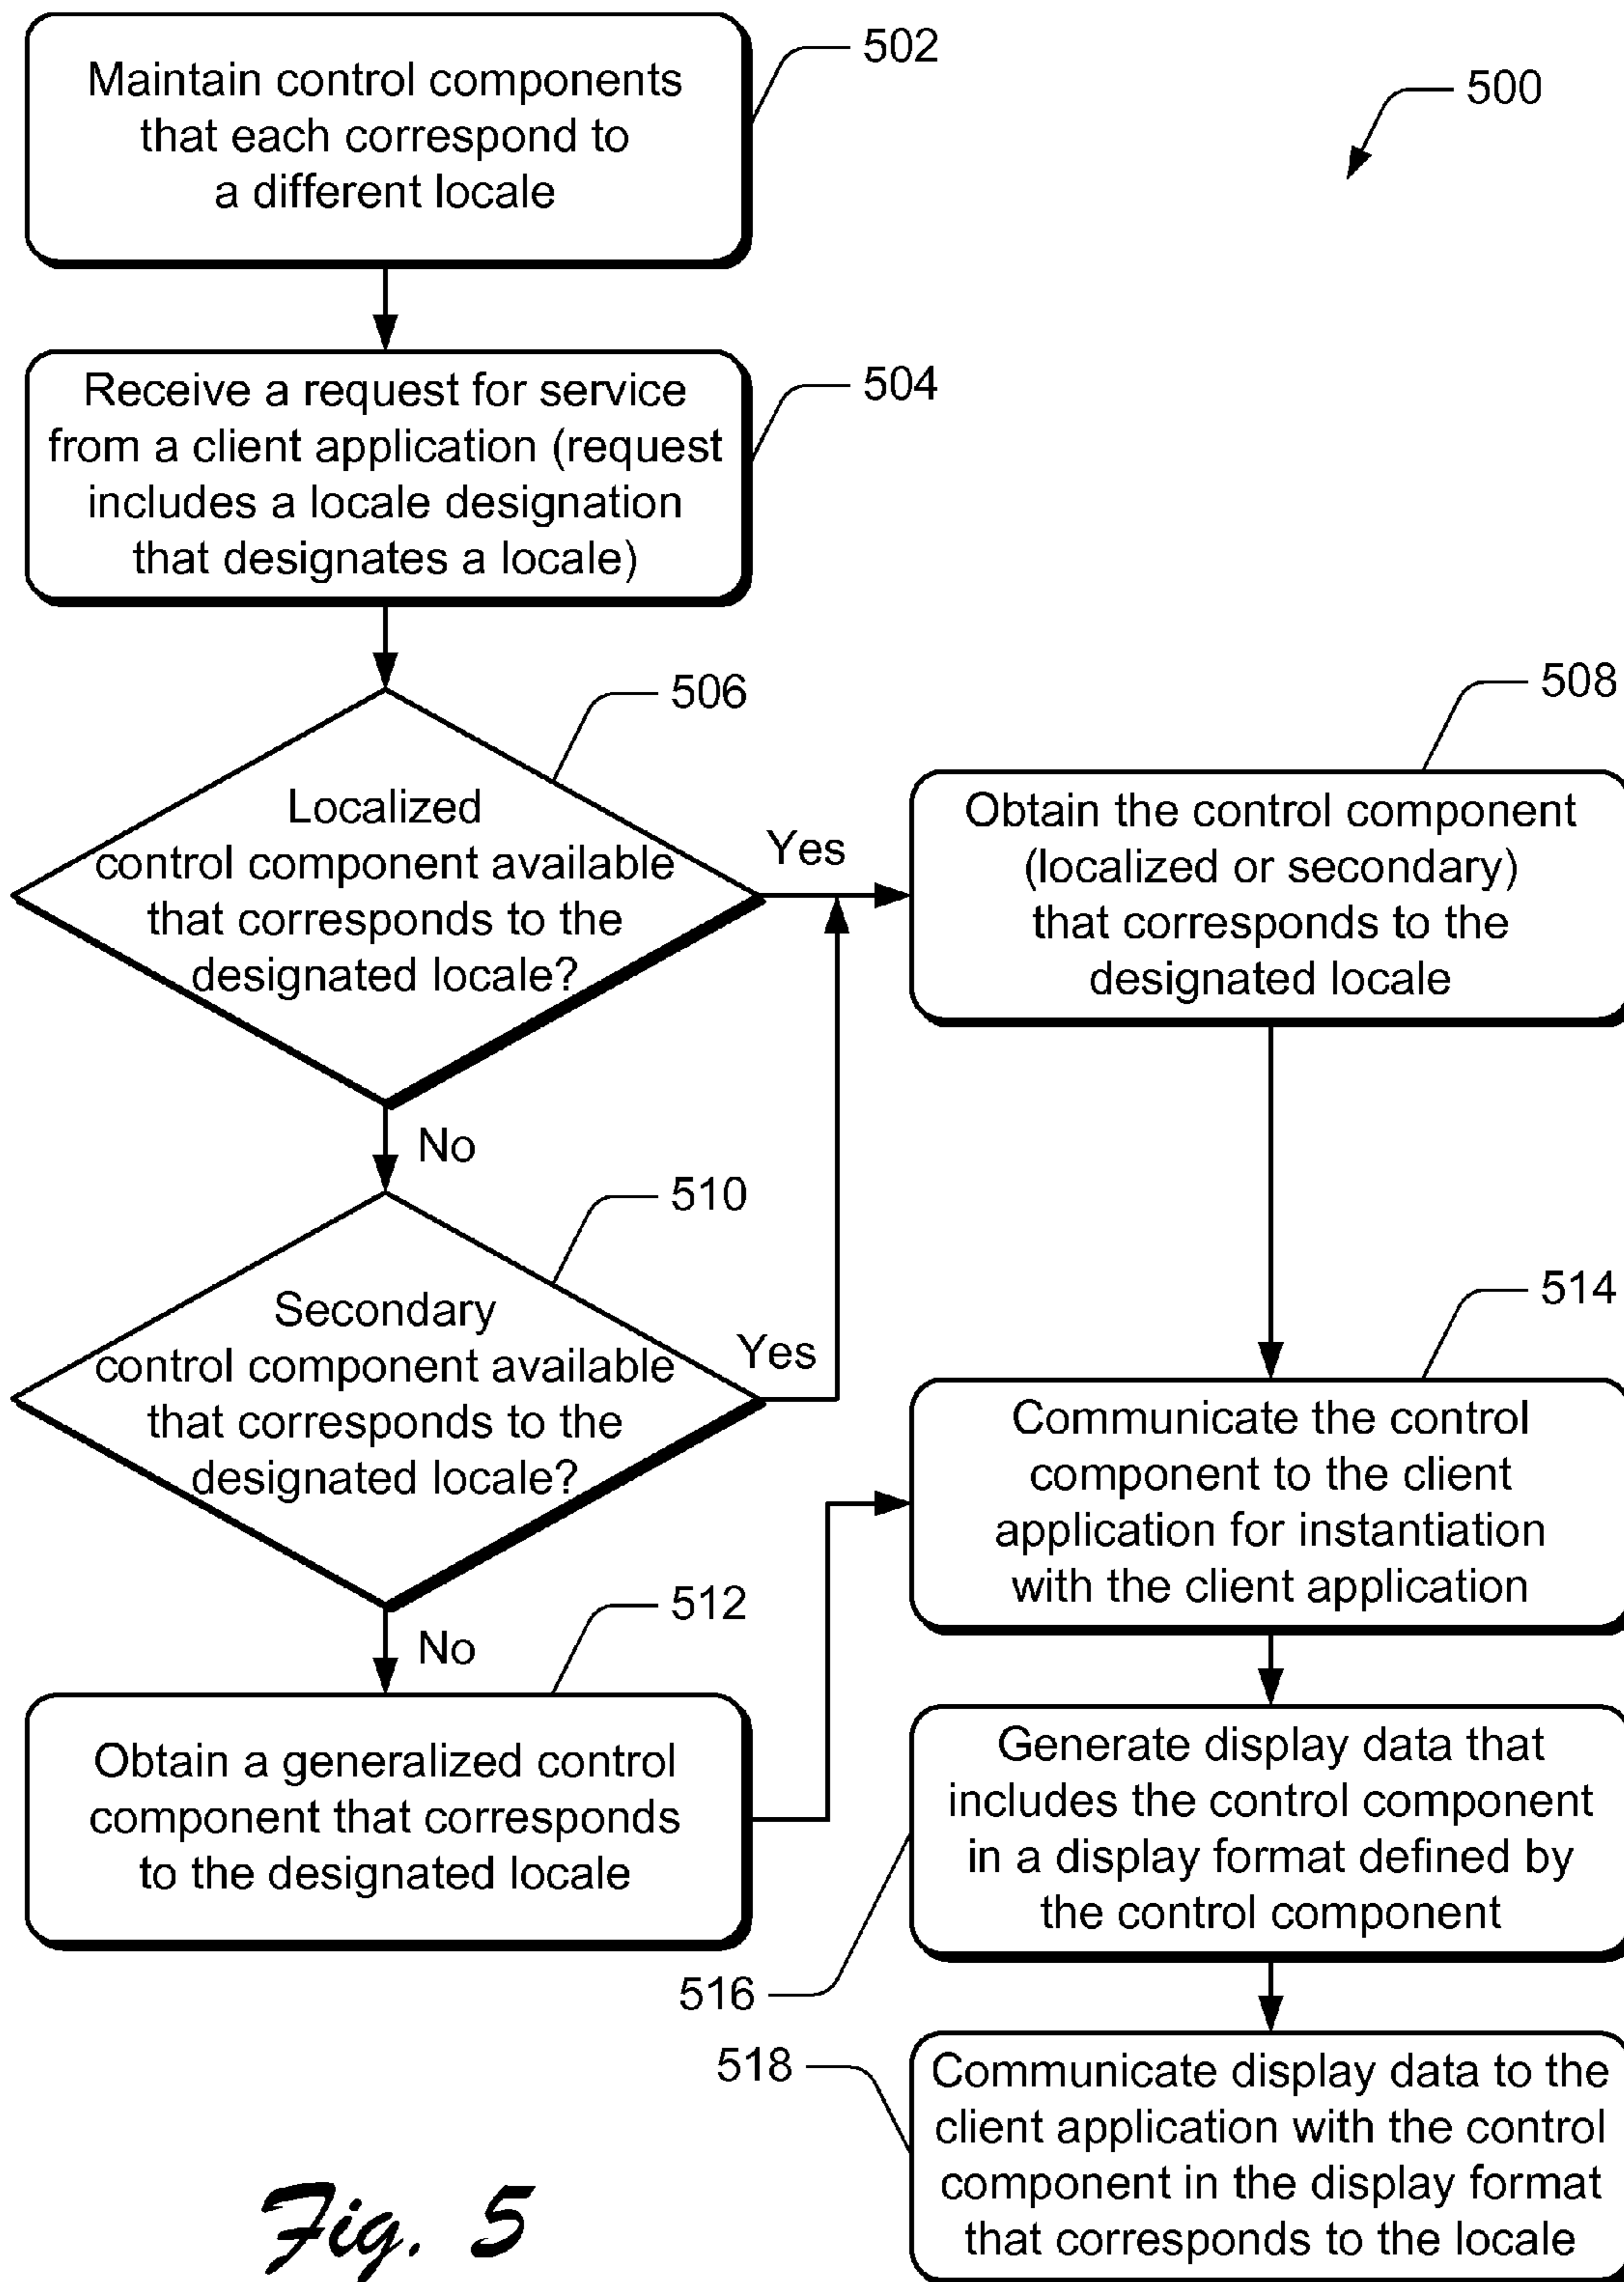 Maintain control components
that each correspond to
a different locale
502
500
Receive a request for service
from a client application (request
includes a locale designation
that designates a locale)
504
Localized
control component available
that corresponds to the
designated locale?
506
Yes
No
Obtain the control component
(localized or secondary)
that corresponds to the
designated locale
508
Secondary
control component available
that corresponds to the
designated locale?
510
Yes
No
Obtain a generalized control
component that corresponds
to the designated locale
512
Communicate the control
component to the client
application for instantiation
with the client application
514
Generate display data that
includes the control component
in a display format defined by
the control component
516
Communicate display data to the
client application with the control
component in the display format
that corresponds to the locale
518
Fig. 5